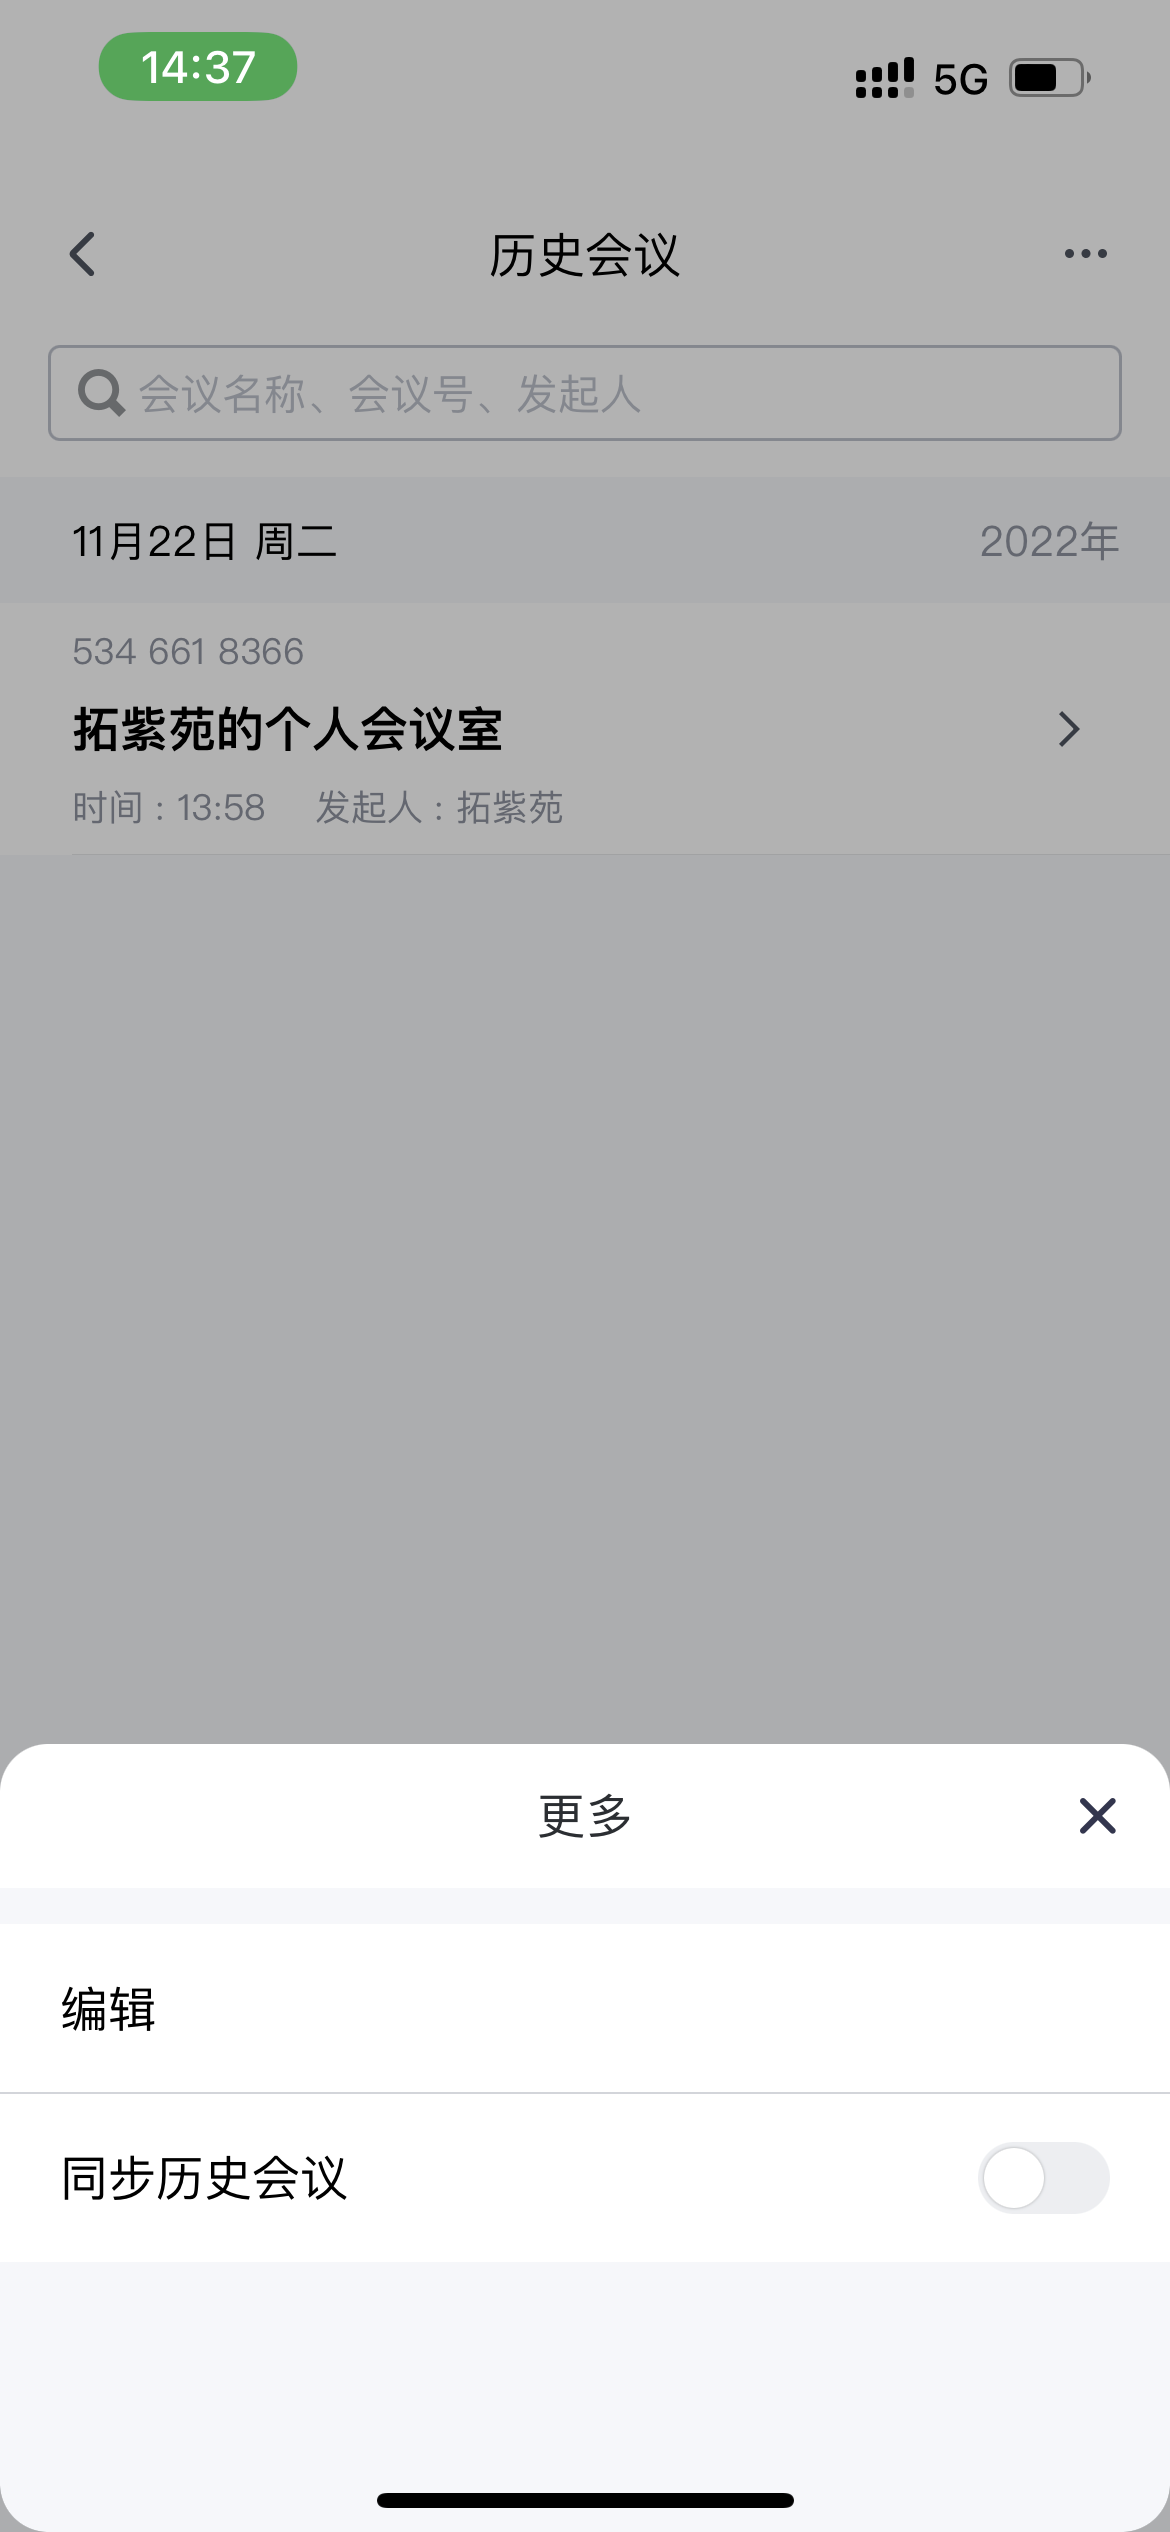 14:37
5G
历史会议
会议名称、会议号、发起人
11月22日 周二
2022年
534 661 8366
拓紫苑的个人会议室
时间：13:58 发起人：拓紫苑
更多
编辑
同步历史会议